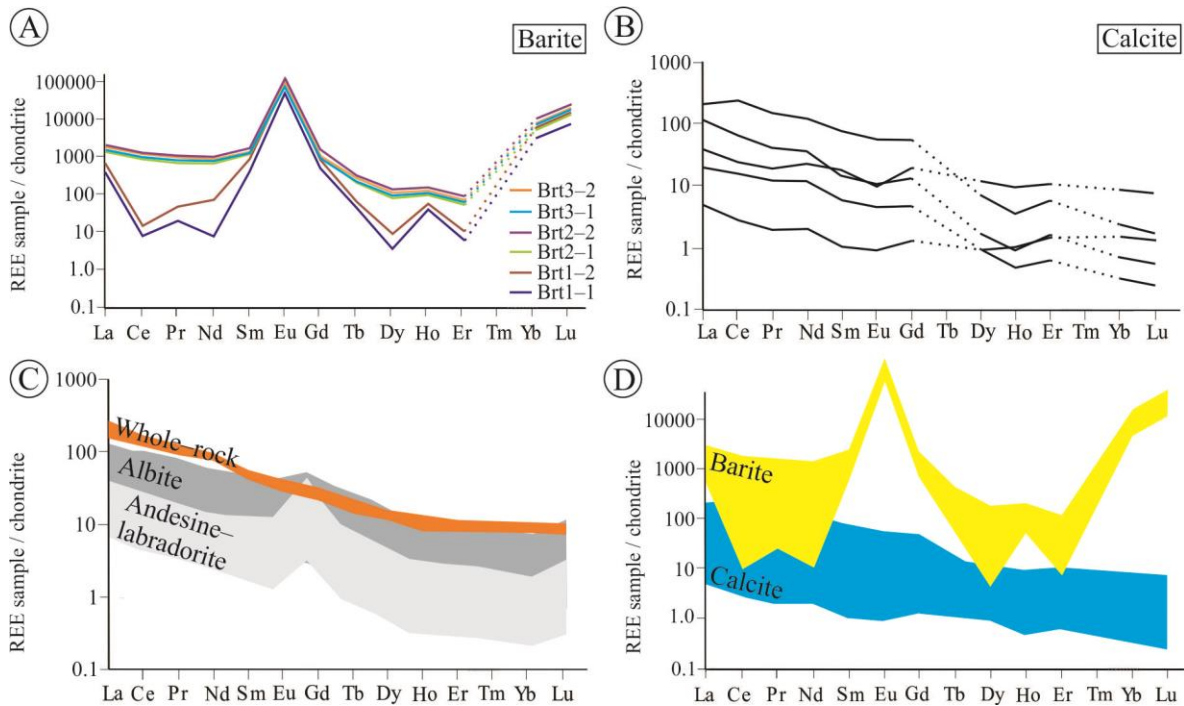 A
Barite
REE sample / chondrite
100000
10000
1000
100
10
1.0
0.1
Brt3–2
Brt3–1
Brt2–2
Brt2–1
Brt1–2
Brt1–1
La Ce Pr Nd Sm Eu Gd Tb Dy Ho Er Tm Yb Lu
B
Calcite
REE sample / chondrite
1000
100
10
1
0.1
La Ce Pr Nd Sm Eu Gd Tb Dy Ho Er Tm Yb Lu
C
REE sample / chondrite
1000
100
10
1
0.1
Whole–rock
Albite
Andesine–
labradorite
La Ce Pr Nd Sm Eu Gd Tb Dy Ho Er Tm Yb Lu
D
REE sample / chondrite
10000
1000
100
10
1.0
0.1
Barite
Calcite
La Ce Pr Nd Sm Eu Gd Tb Dy Ho Er Tm Yb Lu